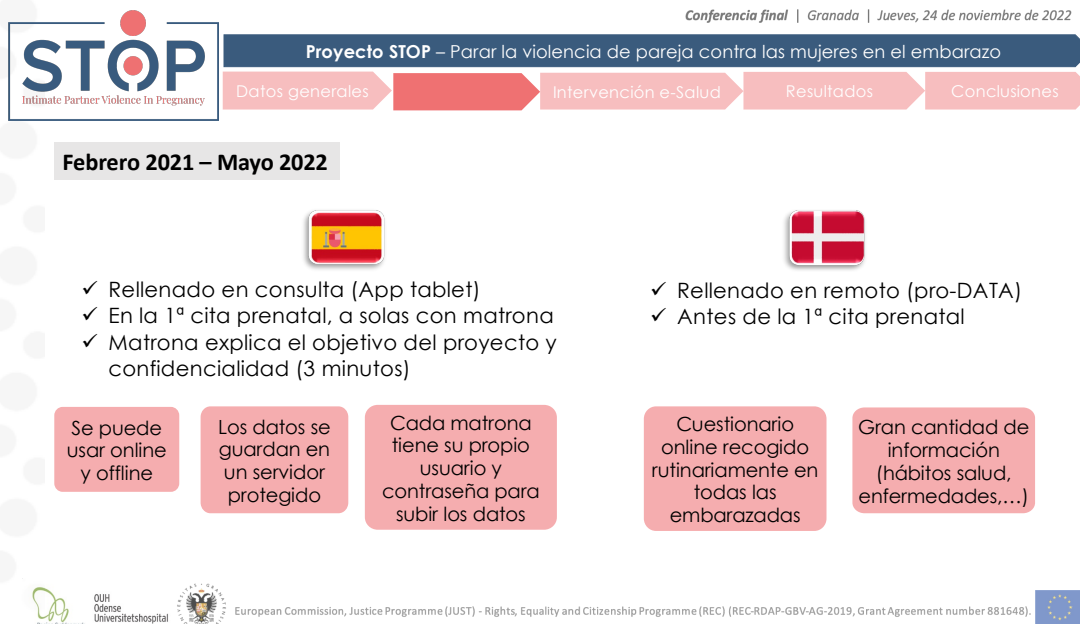 Conferencia final | Granada | Jueves, 24 de noviembre de 2022
STOP
Intimate Partner Violence In Pregnancy
Proyecto STOP – Parar la violencia de pareja contra las mujeres en el embarazo
Datos generales
Intervención e-Salud
Resultados
Conclusiones
Febrero 2021 – Mayo 2022
✓ Rellenado en consulta (App tablet)
✓ En la 1ª cita prenatal, a solas con matrona
✓ Matrona explica el objetivo del proyecto y
confidencialidad (3 minutos)
✓ Rellenado en remoto (pro-DATA)
✓ Antes de la 1ª cita prenatal
Se puede
usar online
y offline
Los datos se
guardan en
un servidor
protegido
Cada matrona
tiene su propio
usuario y
contraseña para
subir los datos
Cuestionario
online recogido
rutinariamente en
todas las
embarazadas
Gran cantidad de
información
(hábitos salud,
enfermedades,…)
OUH
Odense
Universitetshospital
European Commission, Justice Programme (JUST) - Rights, Equality and Citizenship Programme (REC) (REC-RDAP-GBV-AG-2019, Grant Agreement number 881648).